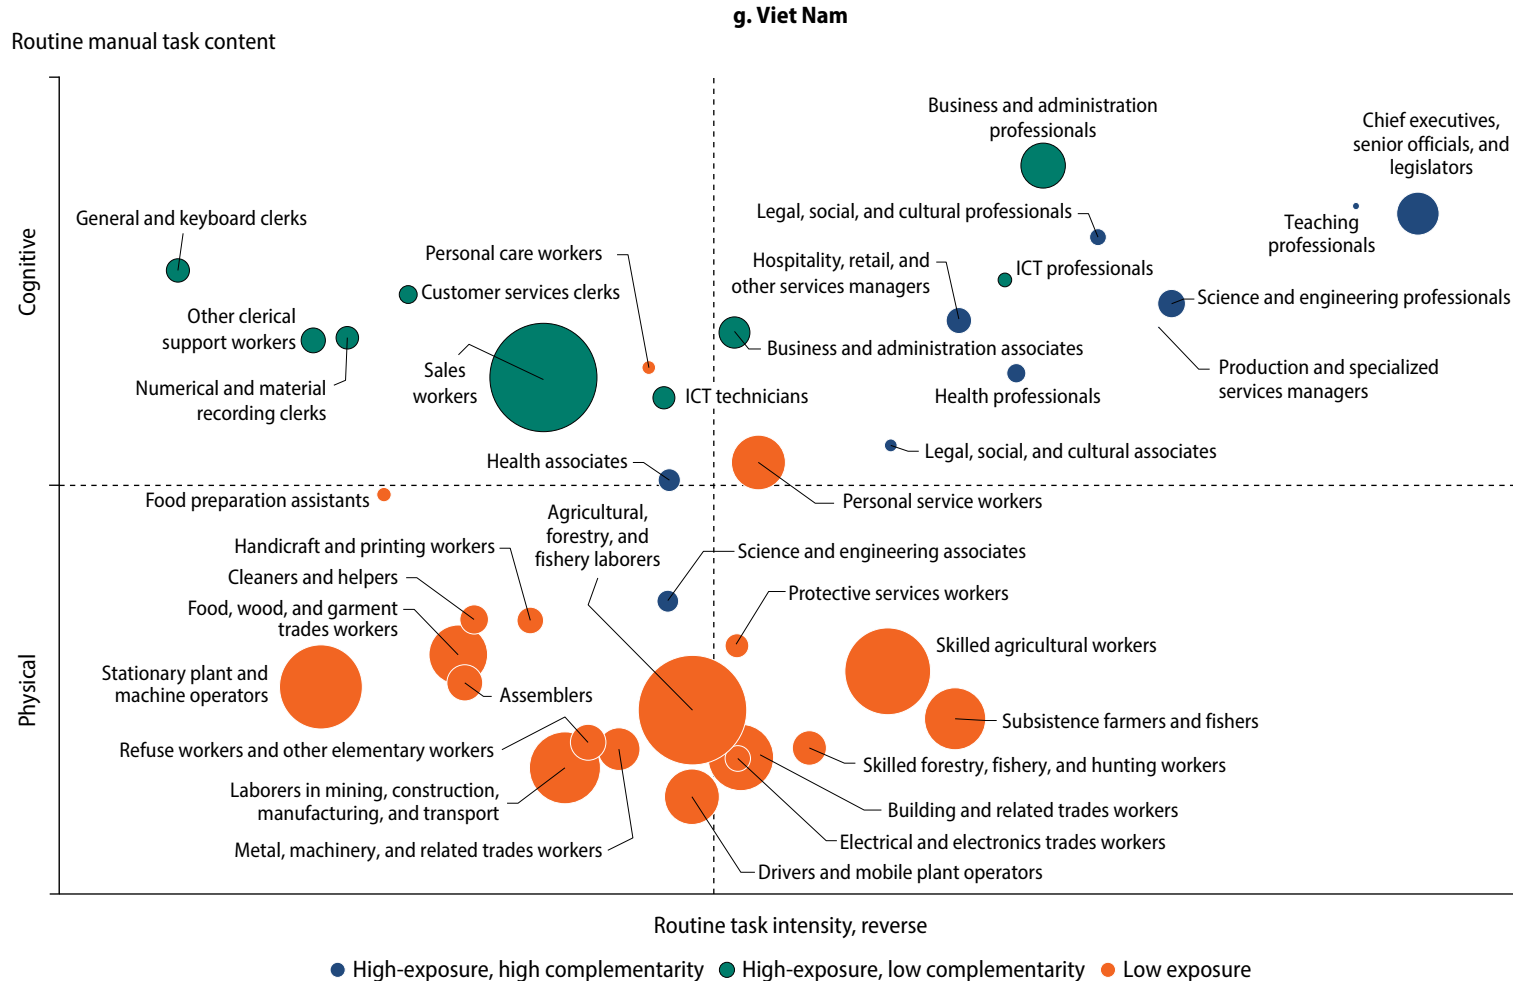 g. Viet Nam
Routine manual task content
Business and administration
professionals
Chief executives,
senior officials, and
legislators
General and keyboard clerks
Legal, social, and cultural professionals
Teaching
professionals
Cognitive
Personal care workers
Hospitality, retail, and
other services managers
ICT professionals
Customer services clerks
Science and engineering professionals
Other clerical
support workers
Business and administration associates
Sales
workers
Production and specialized
services managers
Numerical and material
recording clerks
ICT technicians
Health professionals
Health associates
Legal, social, and cultural associates
Food preparation assistants
Personal service workers
Agricultural,
forestry, and
fishery laborers
Handicraft and printing workers
Science and engineering associates
Cleaners and helpers
Protective services workers
Food, wood, and garment
trades workers
Skilled agricultural workers
Physical
Stationary plant and
machine operators
Assemblers
Subsistence farmers and fishers
Refuse workers and other elementary workers
Skilled forestry, fishery, and hunting workers
Laborers in mining, construction,
manufacturing, and transport
Building and related trades workers
Metal, machinery, and related trades workers
Electrical and electronics trades workers
Drivers and mobile plant operators
Routine task intensity, reverse
High-exposure, high complementarity
High-exposure, low complementarity
Low exposure